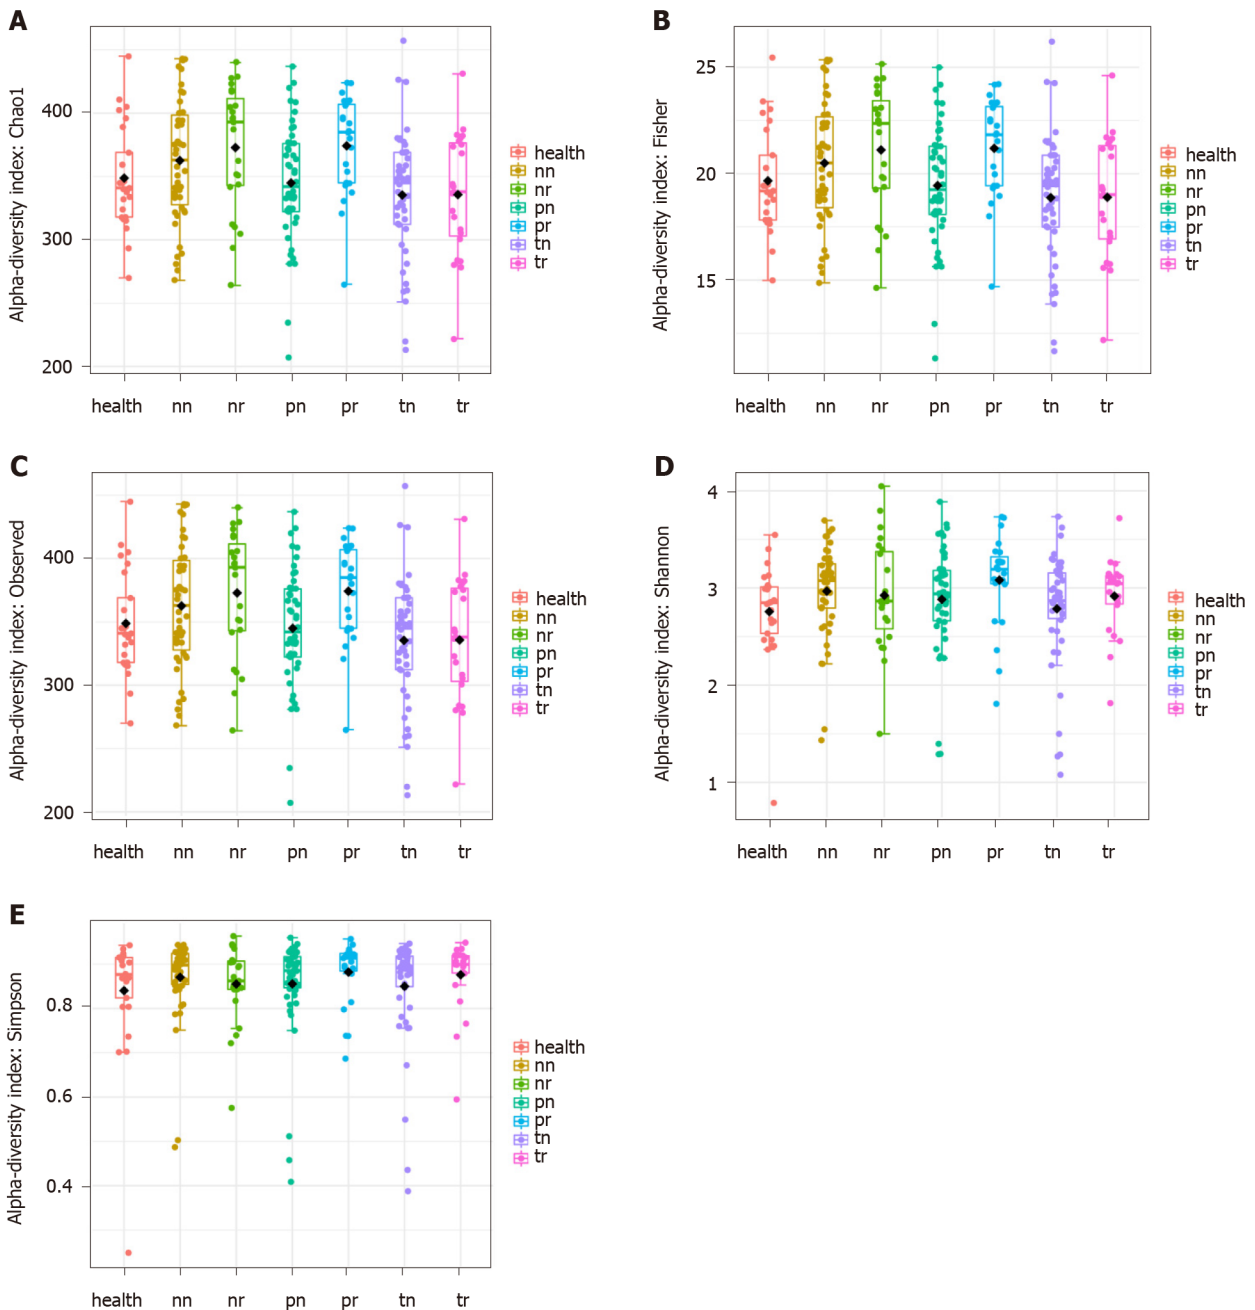 A
Alpha-diversity index: Chao1
400
300
200
health nn nr pn pr tn tr
health
nn
nr
pn
pr
tn
tr
B
Alpha-diversity index: Fisher
25
20
15
health nn nr pn pr tn tr
health
nn
nr
pn
pr
tn
tr
C
Alpha-diversity index: Observed
400
300
200
health nn nr pn pr tn tr
health
nn
nr
pn
pr
tn
tr
D
Alpha-diversity index: Shannon
4
3
2
1
health nn nr pn pr tn tr
health
nn
nr
pn
pr
tn
tr
E
Alpha-diversity index: Simpson
0.8
0.6
0.4
health nn nr pn pr tn tr
health
nn
nr
pn
pr
tn
tr